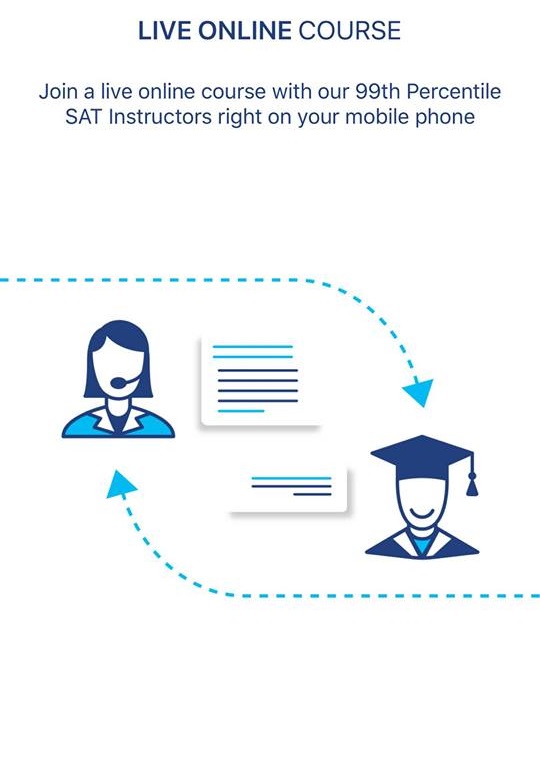 LIVE ONLINE COURSE
Join a live online course with our 99th Percentile
SAT Instructors right on your mobile phone